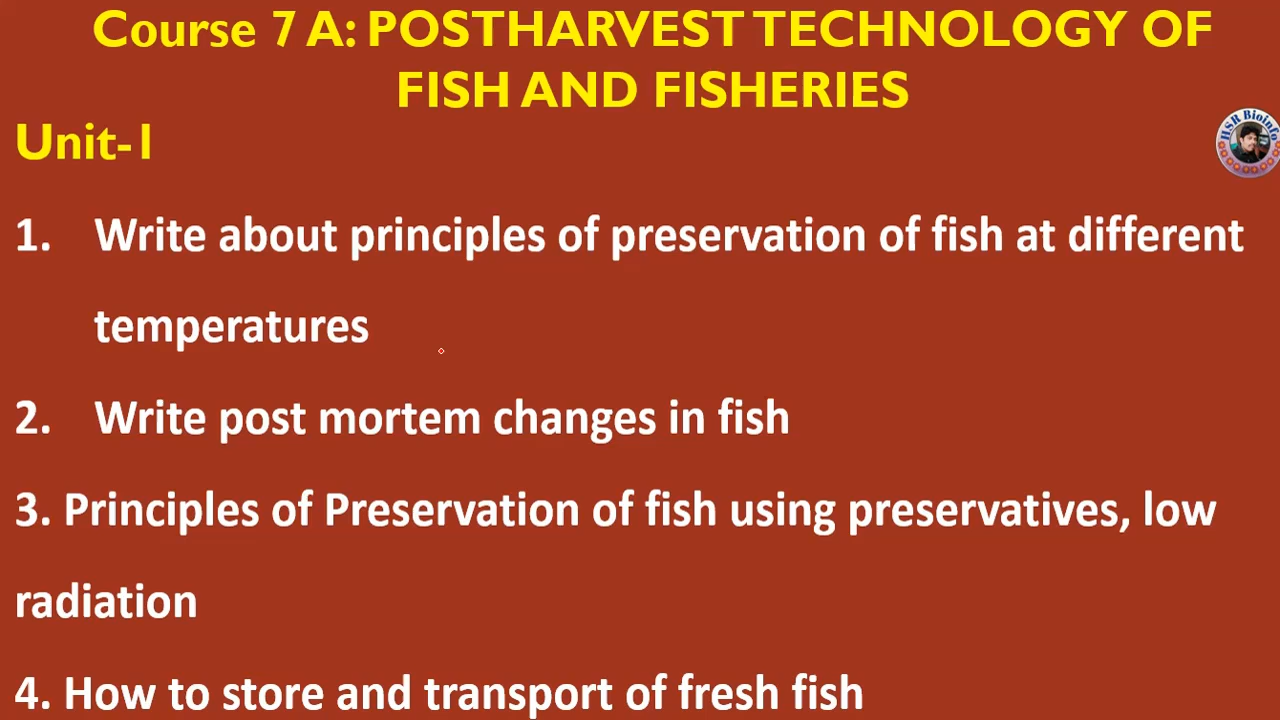 Course 7 A: POSTHARVEST TECHNOLOGY OF
FISH AND FISHERIES
Unit-I
HSR Bioinfo
1. Write about principles of preservation of fish at different
temperatures
2. Write post mortem changes in fish
3. Principles of Preservation of fish using preservatives, low
radiation
4. How to store and transport of fresh fish